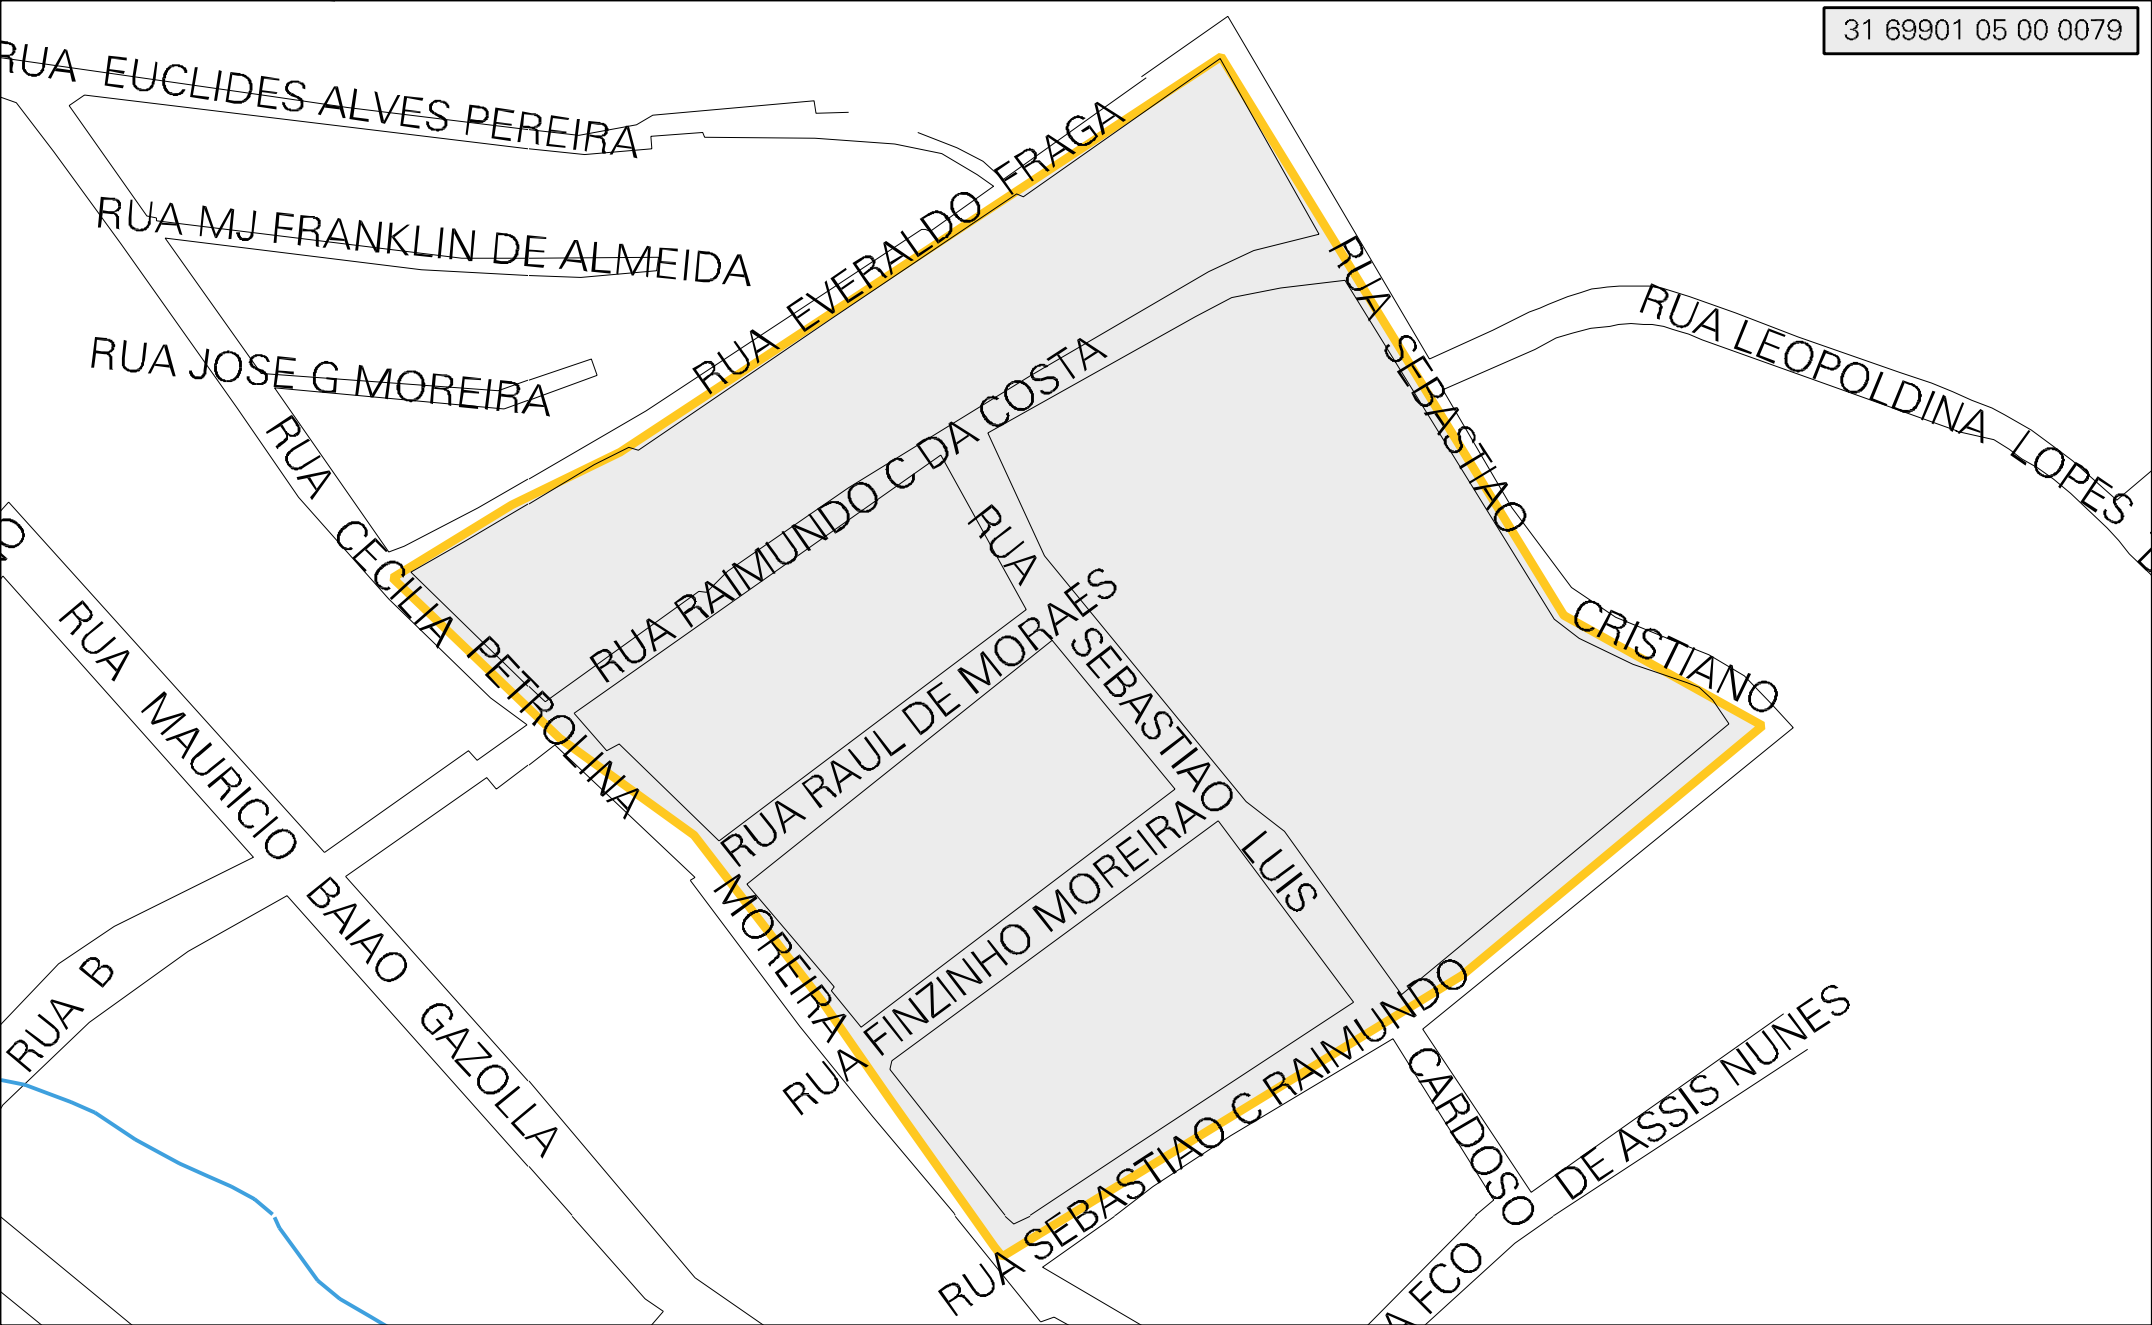 31 69901 05 00 0079
RUA EUCLIDES ALVES PEREIRA
RUA MJ FRANKLIN DE ALMEIDA
RUA JOSE G MOREIRA
RUA EVERALDO FRAGA
RUA SEBASTIAO CRISTIANO
RUA LEOPOLDINA LOPES
RUA RAIMUNDO C DA COSTA
RUA CECILIA PETROLINA MOREIRA
RUA SEBASTIAO LUIS CARDOSO
RUA RAUL DE MORAES
RUA FINZINHO MOREIRAO
RUA MAURICIO BAIAO GAZOLLA
RUA B
RUA SEBASTIAO C RAIMUNDO
A FCO DE ASSIS NUNES